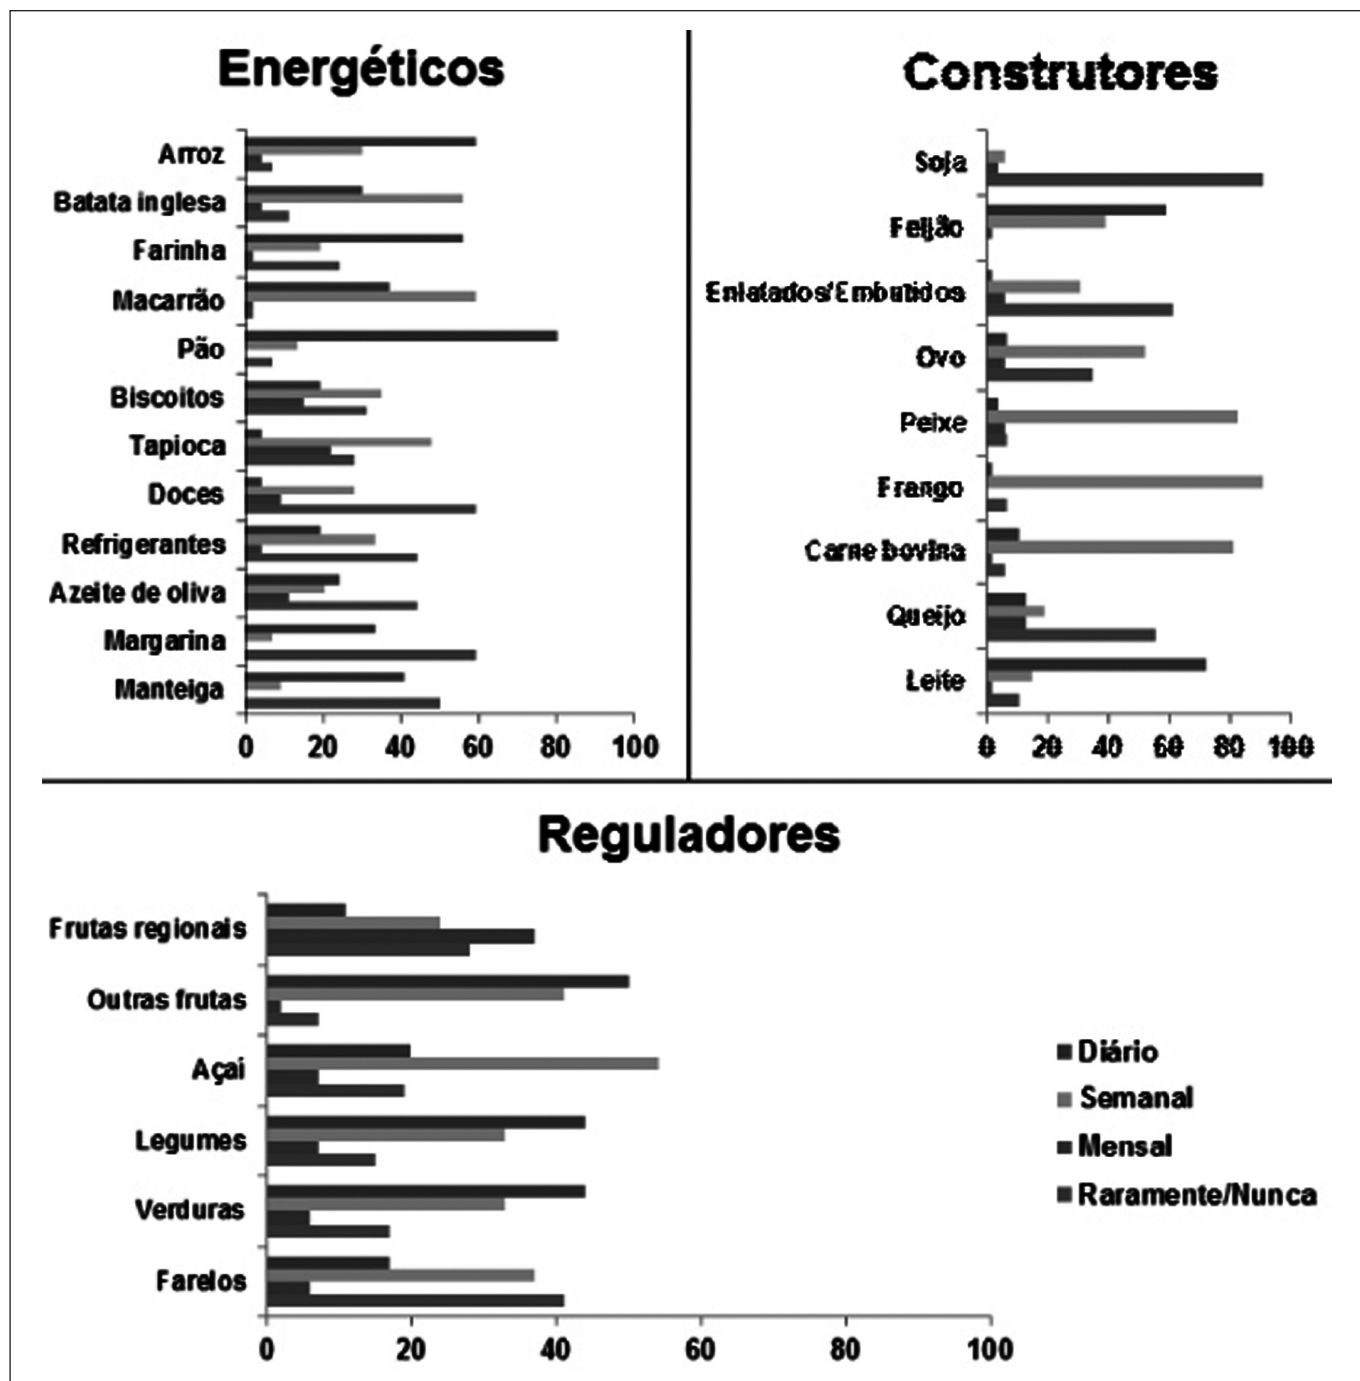 Energéticos
Arroz
Batata inglesa
Farinha
Macarrão
Pão
Biscoitos
Tapioca
Doces
Refrigerantes
Azeite de oliva
Margarina
Manteiga
0 20 40 60 80 100
Construtores
Soja
Feijão
Enlatados/Embutidos
Ovo
Peixe
Frango
Carne bovina
Queijo
Leite
0 20 40 60 80 100
Reguladores
Frutas regionais
Outras frutas
Açaí
Legumes
Verduras
Farelos
0 20 40 60 80 100
Diário
Semanal
Mensal
Raramente/Nunca